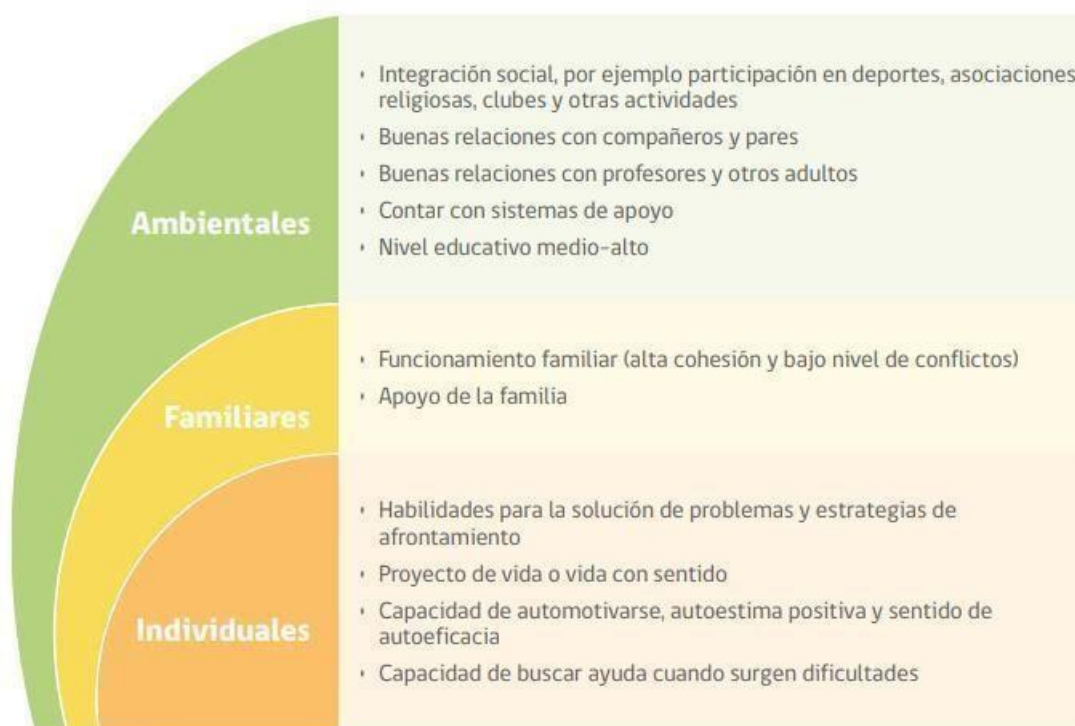 Ambientales
• Integración social, por ejemplo participación en deportes, asociaciones
religiosas, clubes y otras actividades
• Buenas relaciones con compañeros y pares
• Buenas relaciones con profesores y otros adultos
• Contar con sistemas de apoyo
• Nivel educativo medio-alto
Familiares
• Funcionamiento familiar (alta cohesión y bajo nivel de conflictos)
• Apoyo de la familia
Individuales
• Habilidades para la solución de problemas y estrategias de
afrontamiento
• Proyecto de vida o vida con sentido
• Capacidad de automotivarse, autoestima positiva y sentido de
autoeficacia
• Capacidad de buscar ayuda cuando surgen dificultades